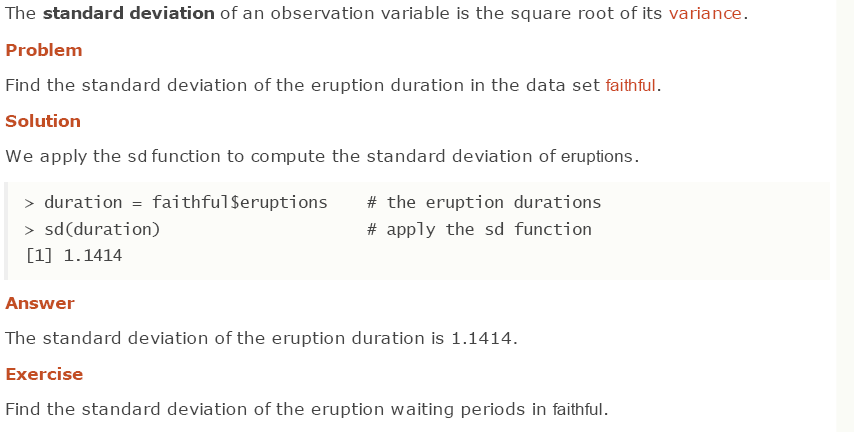 The standard deviation of an observation variable is the square root of its variance.
Problem
Find the standard deviation of the eruption duration in the data set faithful.
Solution
We apply the sd function to compute the standard deviation of eruptions.
> duration = faithful$eruptions    # the eruption durations
> sd(duration)                     # apply the sd function
[1] 1.1414
Answer
The standard deviation of the eruption duration is 1.1414.
Exercise
Find the standard deviation of the eruption waiting periods in faithful.